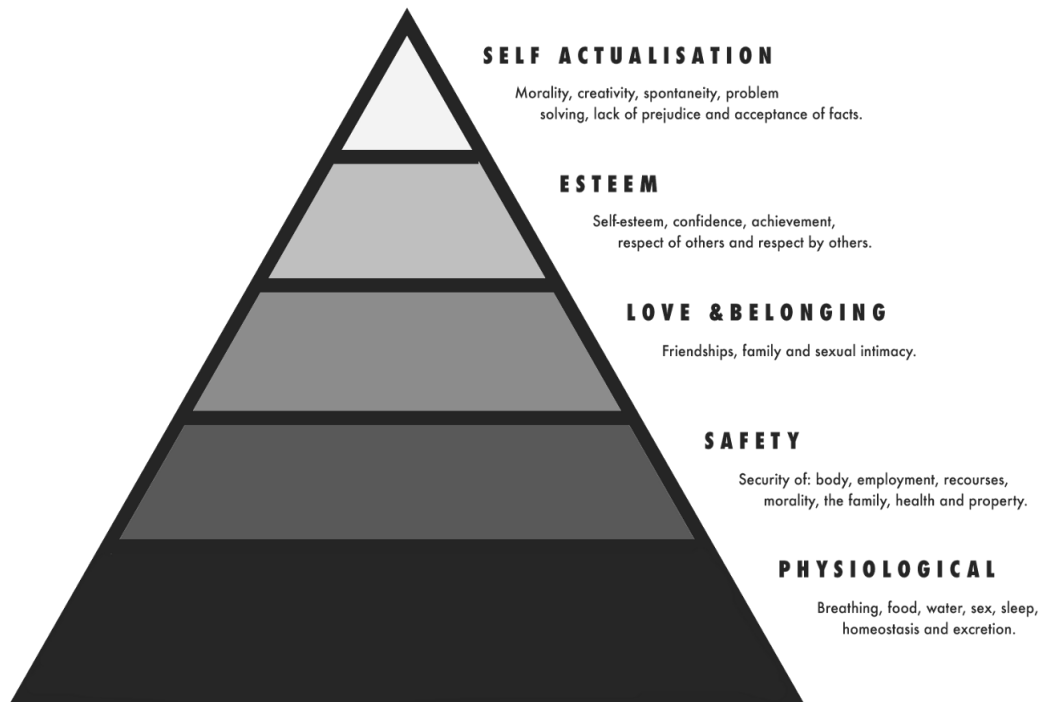 SELF ACTUALISATION
Morality, creativity, spontaneity, problem
solving, lack of prejudice and acceptance of facts.
ESTEEM
Self-esteem, confidence, achievement,
respect of others and respect by others.
LOVE &BELONGING
Friendships, family and sexual intimacy.
SAFETY
Security of: body, employment, recourses,
morality, the family, health and property.
PHYSIOLOGICAL
Breathing, food, water, sex, sleep,
homeostasis and excretion.